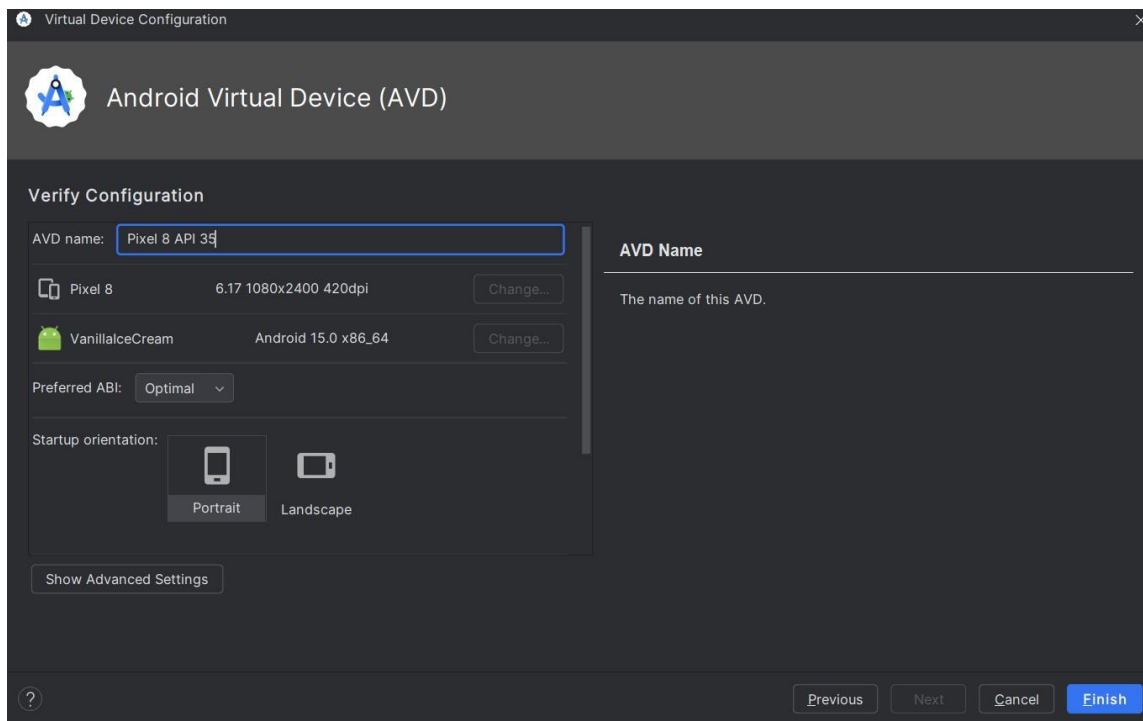 Virtual Device Configuration
Android Virtual Device (AVD)
Verify Configuration
AVD name: Pixel 8 API 35
Pixel 8 6.17 1080x2400 420dpi Change...
VanillaIceCream Android 15.0 x86_64 Change...
Preferred ABI: Optimal
Startup orientation:
Portrait
Landscape
Show Advanced Settings
AVD Name
The name of this AVD.
?
Previous Next Cancel Finish